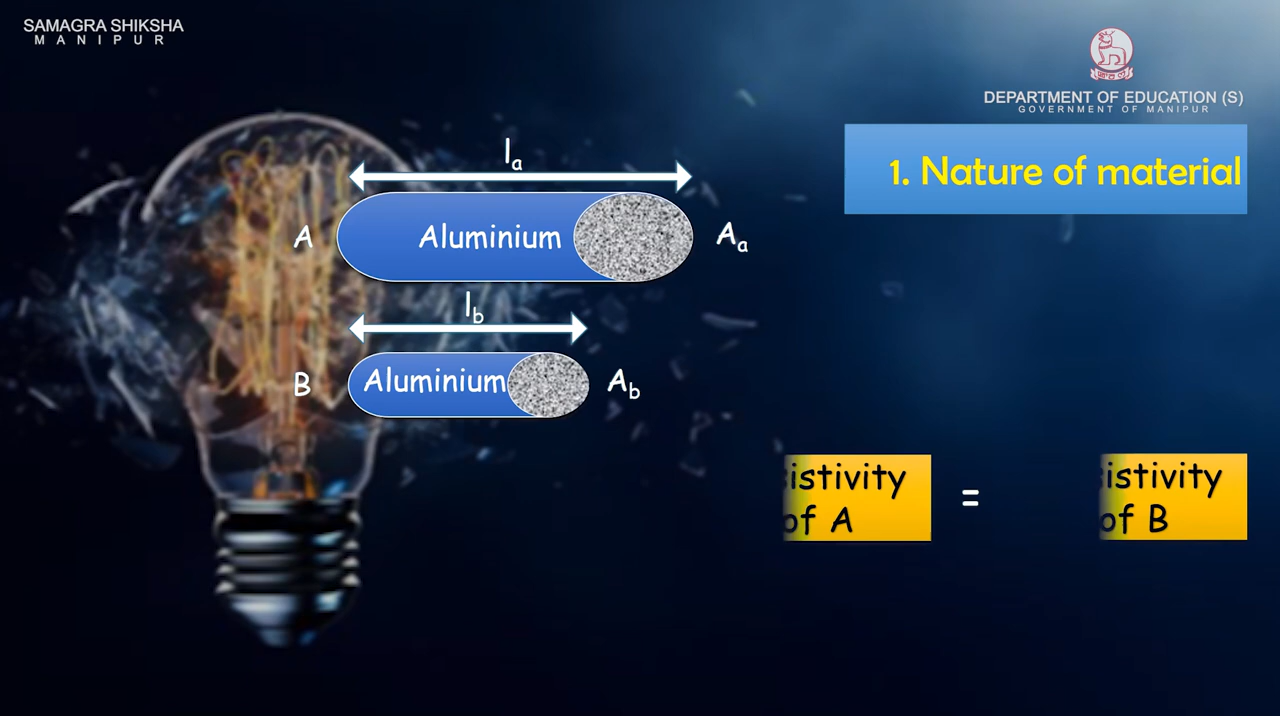 SAMAGRA SHIKSHA
MANIPUR
DEPARTMENT OF EDUCATION (S)
GOVERNMENT OF MANIPUR
1. Nature of material
la
A
Aluminium
Aa
lb
B
Aluminium
Ab
istivity
of A
=
istivity
of B